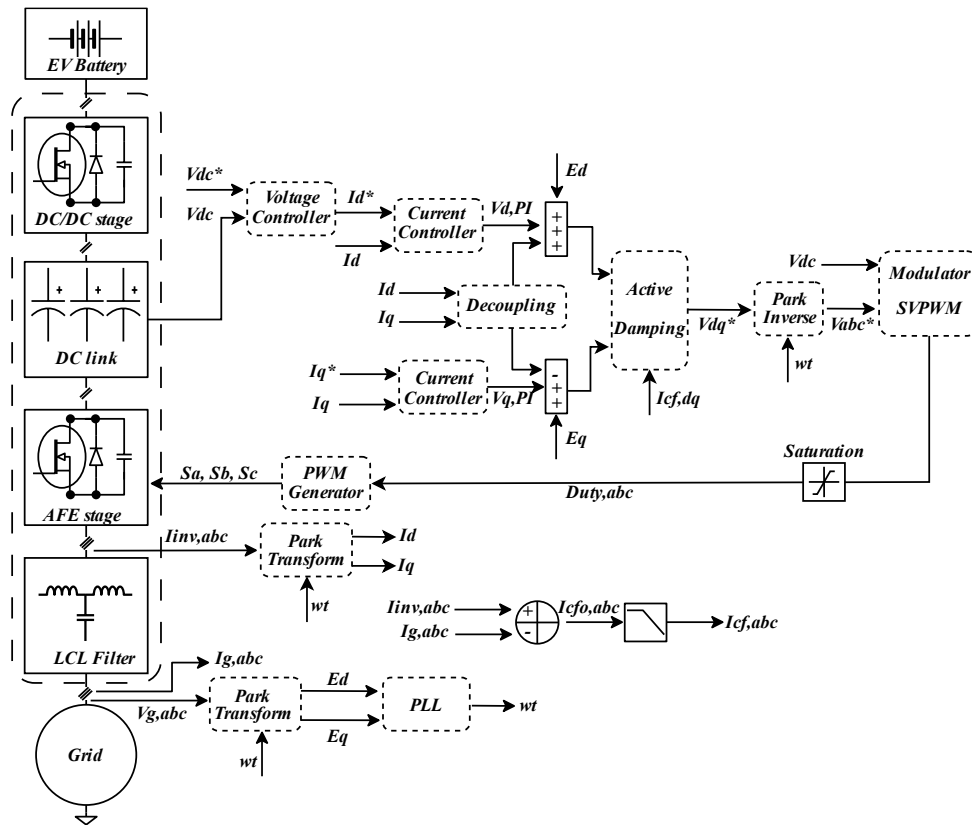 EV Battery
DC/DC stage
DC link
AFE stage
LCL Filter
Grid
Vdc*
Vdc
Voltage
Controller
Id*
Id
Current
Controller
Vd,PI
Ed
+
+
+
Id
Iq
Decoupling
Iq*
Iq
Current
Controller
Vq,PI
-
+
+
Eq
Active
Damping
Icf,dq
Vdq*
Park
Inverse
wt
Vabc*
Vdc
Modulator
SVPWM
Saturation
Duty,abc
PWM
Generator
Sa, Sb, Sc
Iinv,abc
Park
Transform
Id
Iq
wt
Iinv,abc
Ig,abc
+
-
Icfo,abc
Icf,abc
Ig,abc
Vg,abc
Park
Transform
Ed
Eq
wt
PLL
wt
+
+
+